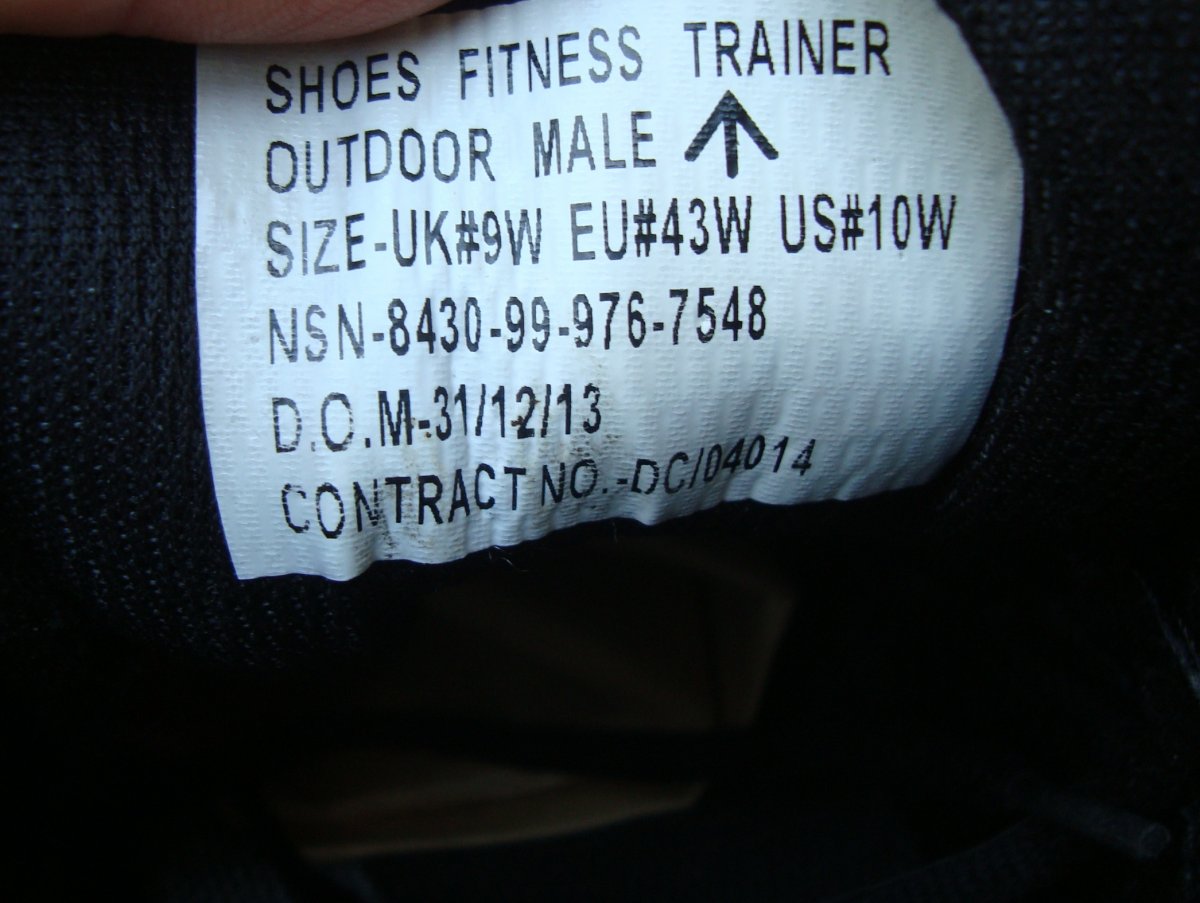 SHOES FITNESS TRAINER
OUTDOOR MALE
SIZE-UK#9W EU#43W US#10W
NSN-8430-99-976-7548
D.O.M-31/12/13
CONTRACT NO.-DC/04014